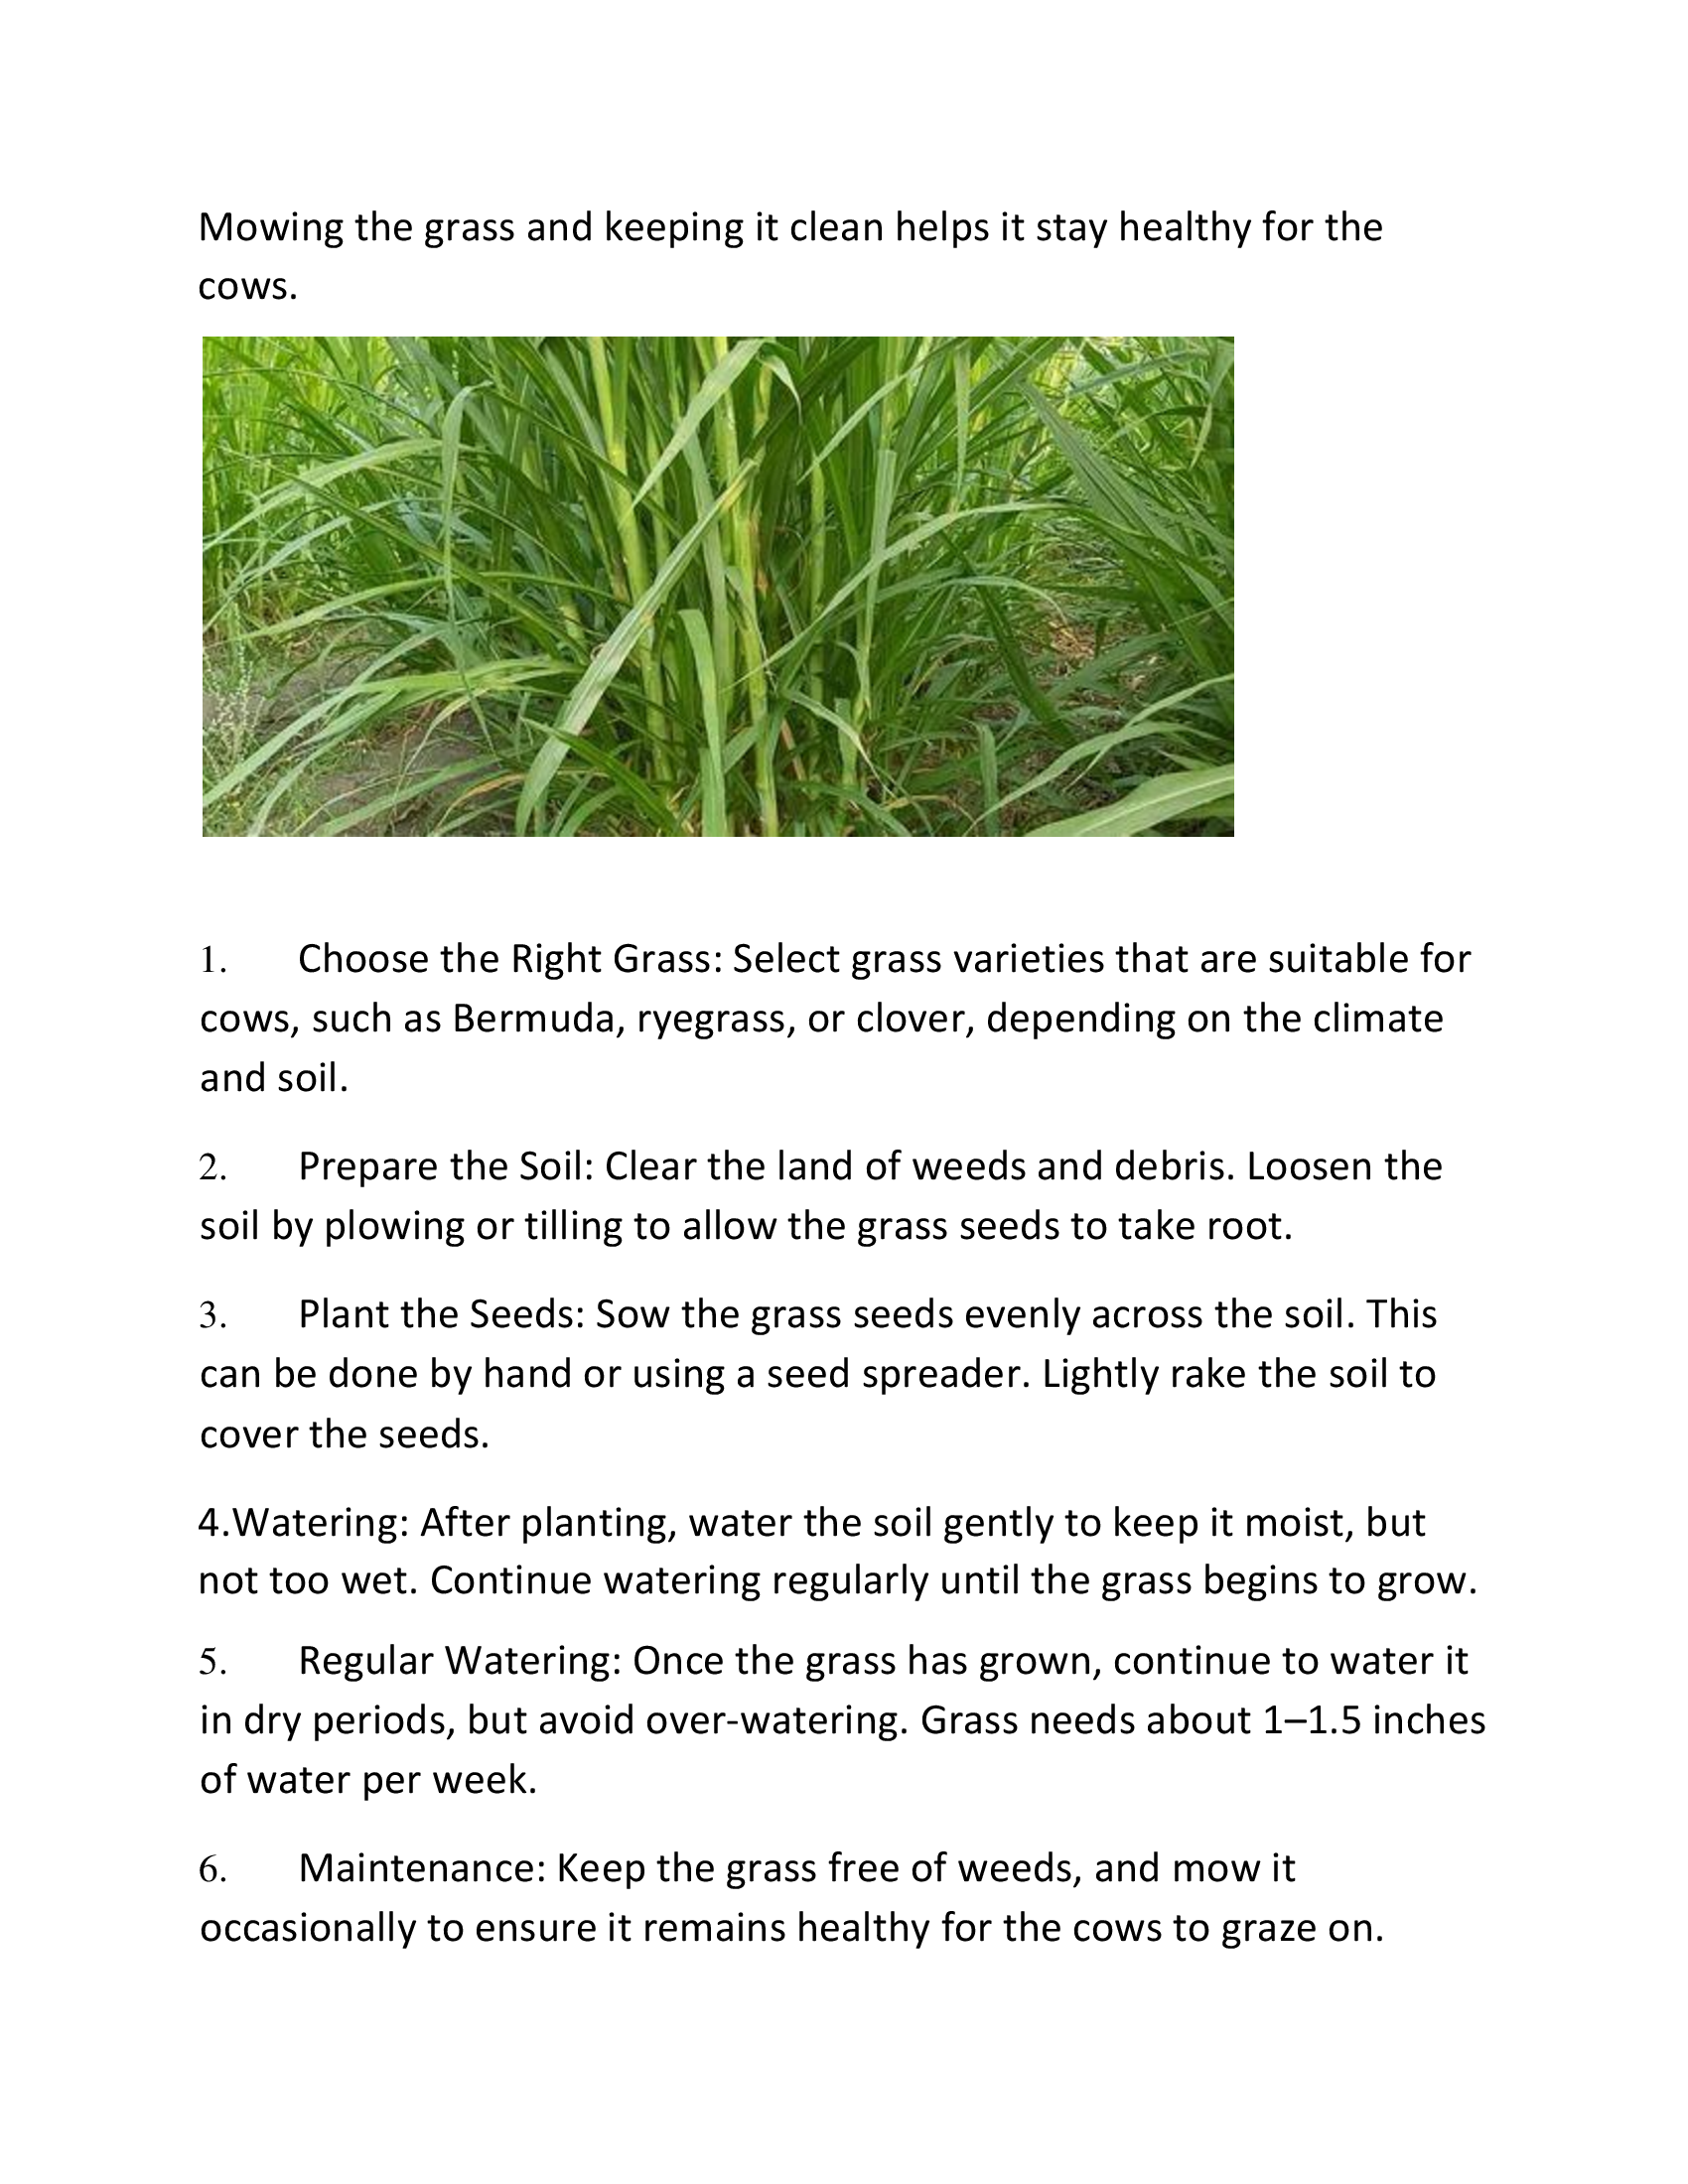 Mowing the grass and keeping it clean helps it stay healthy for the
cows.
1. Choose the Right Grass: Select grass varieties that are suitable for
cows, such as Bermuda, ryegrass, or clover, depending on the climate
and soil.
2. Prepare the Soil: Clear the land of weeds and debris. Loosen the
soil by plowing or tilling to allow the grass seeds to take root.
3. Plant the Seeds: Sow the grass seeds evenly across the soil. This
can be done by hand or using a seed spreader. Lightly rake the soil to
cover the seeds.
4.Watering: After planting, water the soil gently to keep it moist, but
not too wet. Continue watering regularly until the grass begins to grow.
5. Regular Watering: Once the grass has grown, continue to water it
in dry periods, but avoid over-watering. Grass needs about 1–1.5 inches
of water per week.
6. Maintenance: Keep the grass free of weeds, and mow it
occasionally to ensure it remains healthy for the cows to graze on.